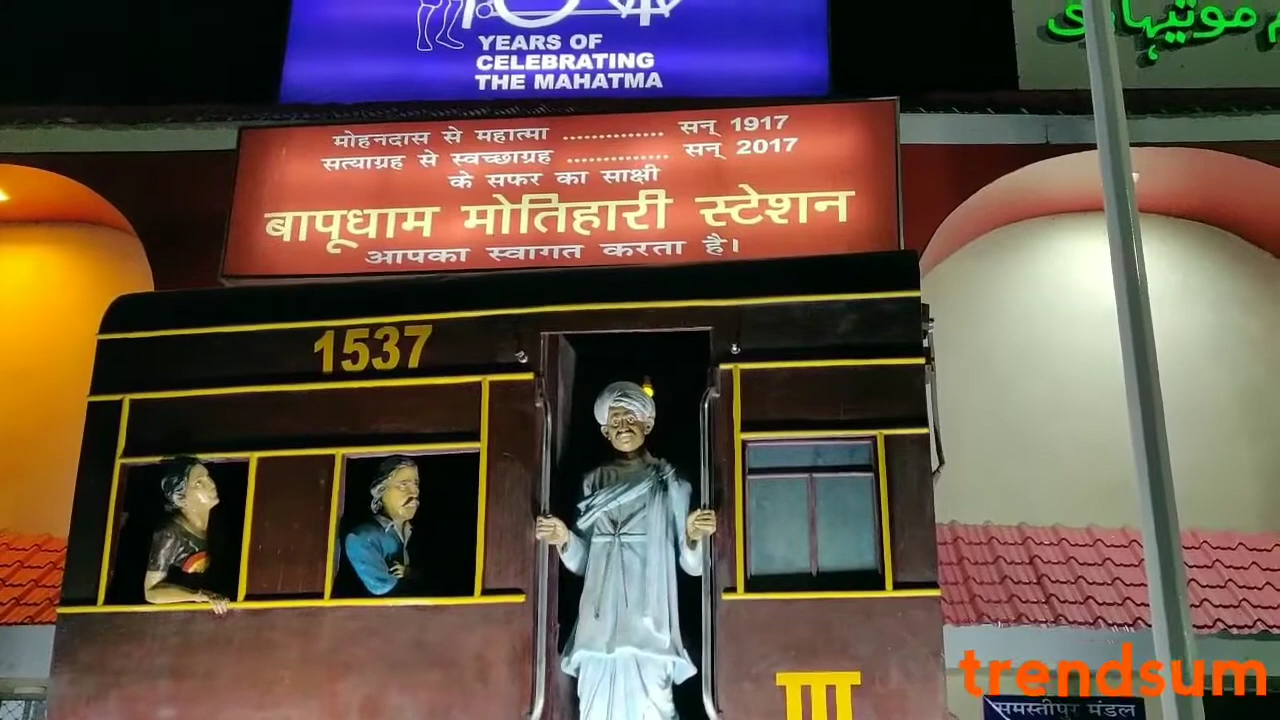 YEARS OF
CELEBRATING
THE MAHATMA
موتیہاری
मोहनदास से महात्मा .............. सन् 1917
सत्याग्रह से स्वच्छाग्रह .............. सन् 2017
के सफर का साक्षी
बापूधाम मोतिहारी स्टेशन
आपका स्वागत करता है।
1537
III
trendsum
समस्तीपुर मंडल